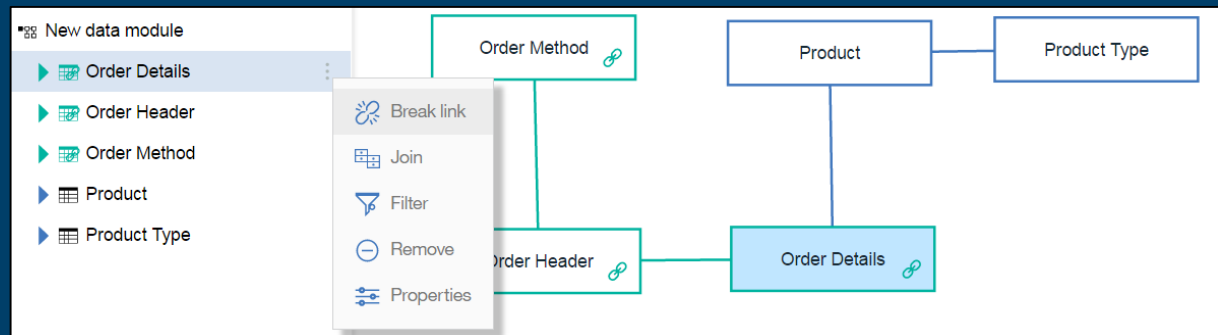 New data module
Order Details
Order Header
Order Method
Product
Product Type
Break link
Join
Filter
Remove
Properties
Order Method
Product
Product Type
Order Header
Order Details